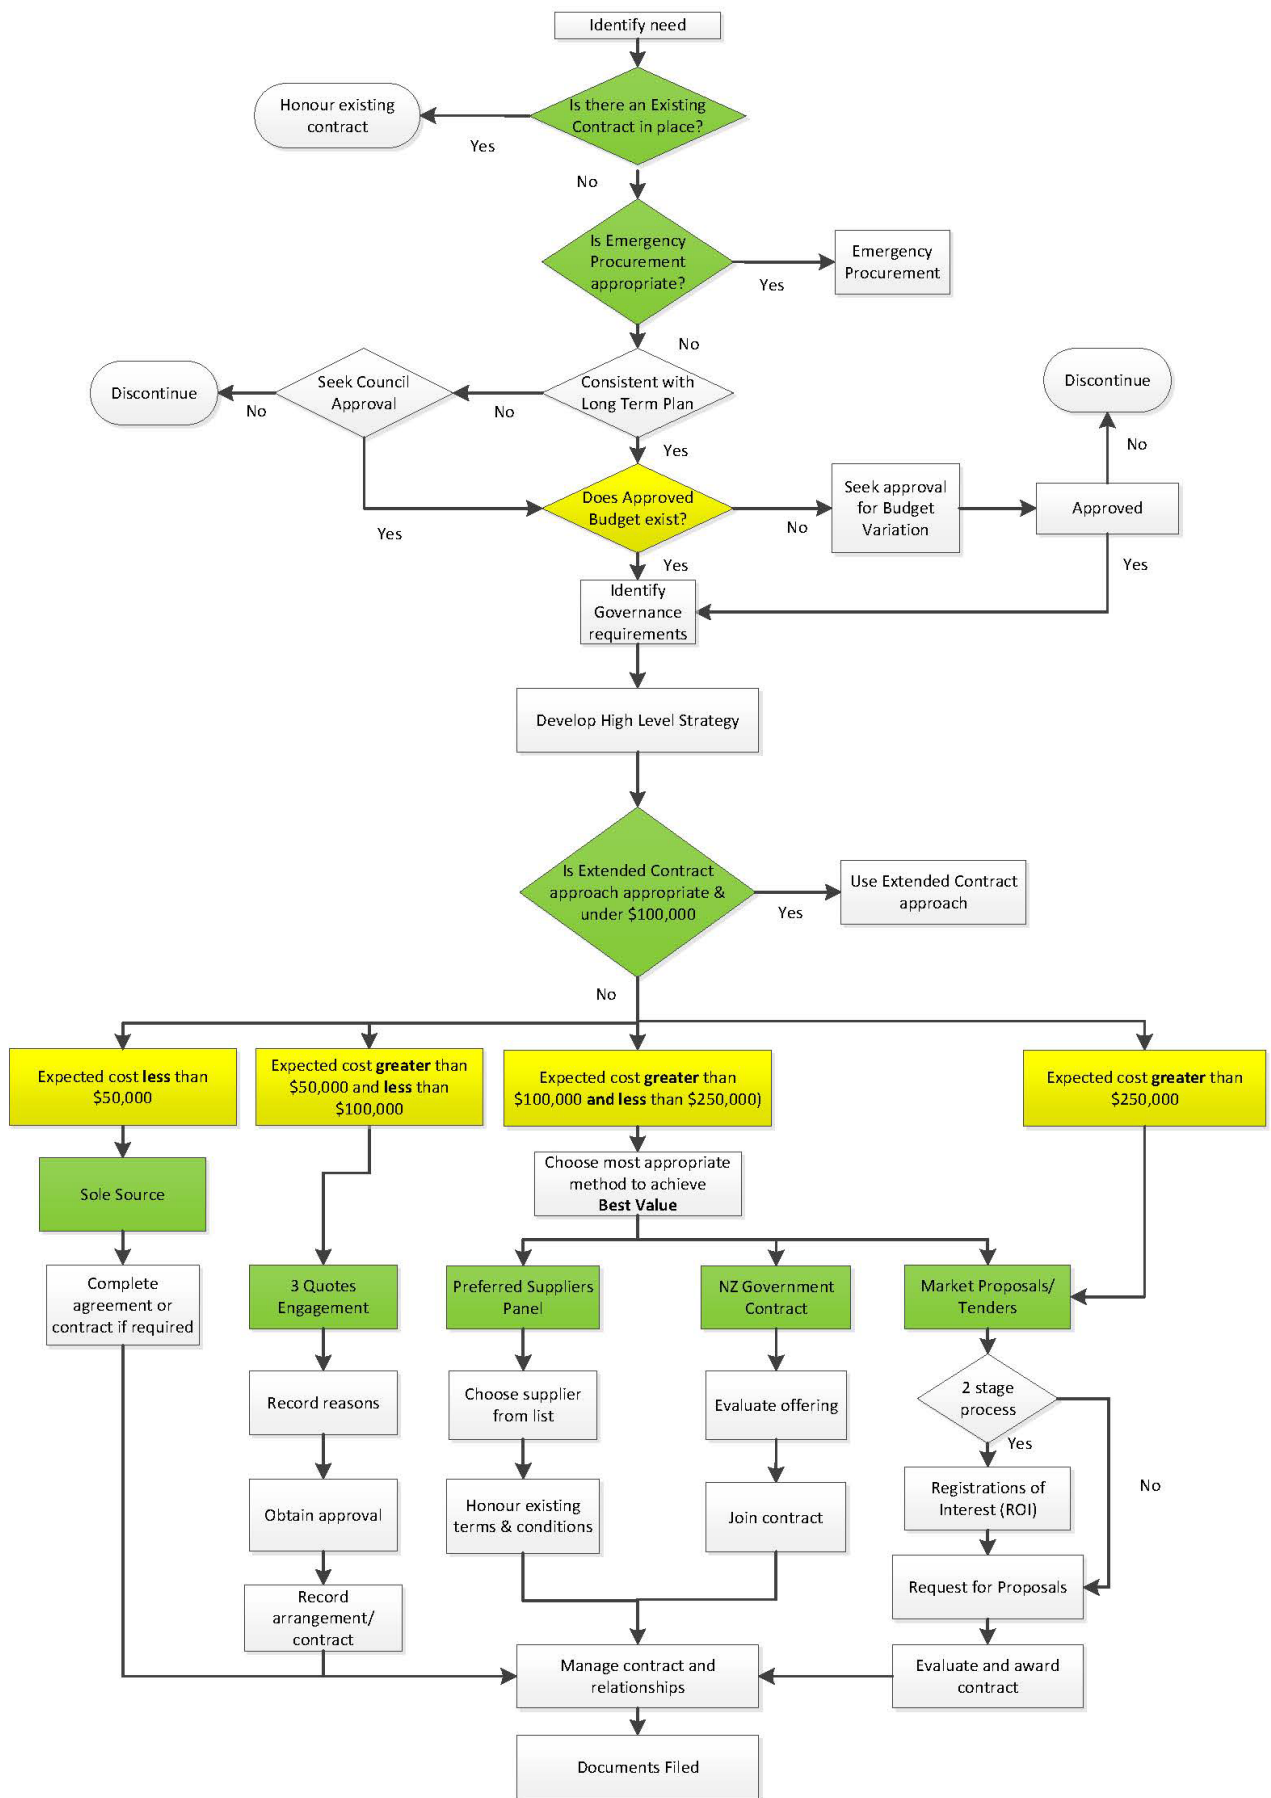 Identify need
Is there an Existing
Contract in place?
Honour existing
contract
Yes
No
Is Emergency
Procurement
appropriate?
Emergency
Procurement
Yes
No
Consistent with
Long Term Plan
Seek Council
Approval
Discontinue
No
No
Yes
Discontinue
No
Does Approved
Budget exist?
Yes
No
Seek approval
for Budget
Variation
Approved
Yes
Yes
Identify
Governance
requirements
Develop High Level Strategy
Is Extended Contract
approach appropriate &
under $100,000
Use Extended Contract
approach
Yes
No
Expected cost less than
$50,000
Expected cost greater than
$50,000 and less than
$100,000
Expected cost greater than
$100,000 and less than $250,000)
Expected cost greater than
$250,000
Sole Source
Complete
agreement or
contract if required
Choose most appropriate
method to achieve
Best Value
3 Quotes
Engagement
Preferred Suppliers
Panel
NZ Government
Contract
Market Proposals/
Tenders
Record reasons
Choose supplier
from list
Evaluate offering
2 stage
process
Yes
No
Obtain approval
Honour existing
terms & conditions
Join contract
Registrations of
Interest (ROI)
Request for Proposals
Record
arrangement/
contract
Manage contract and
relationships
Evaluate and award
contract
Documents Filed